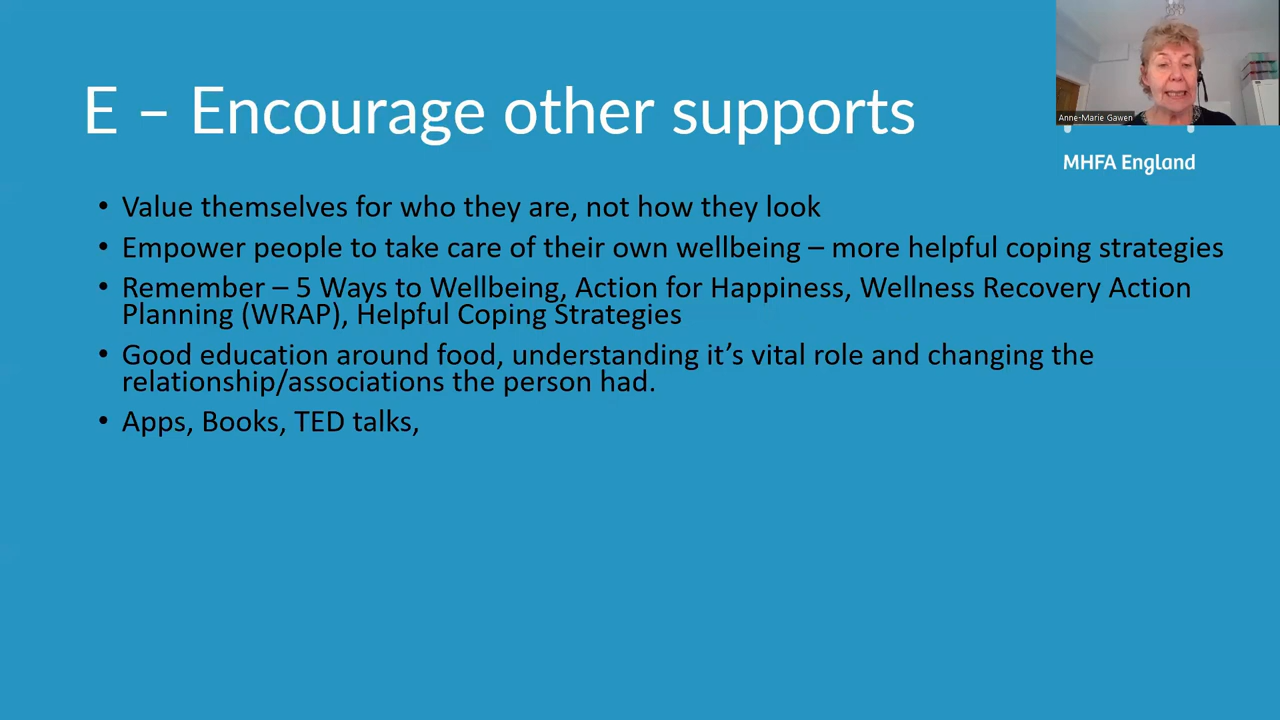 E – Encourage other supports
Anne-Marie Gawen
MHFA England
• Value themselves for who they are, not how they look
• Empower people to take care of their own wellbeing – more helpful coping strategies
• Remember – 5 Ways to Wellbeing, Action for Happiness, Wellness Recovery Action
Planning (WRAP), Helpful Coping Strategies
• Good education around food, understanding it’s vital role and changing the
relationship/associations the person had.
• Apps, Books, TED talks,